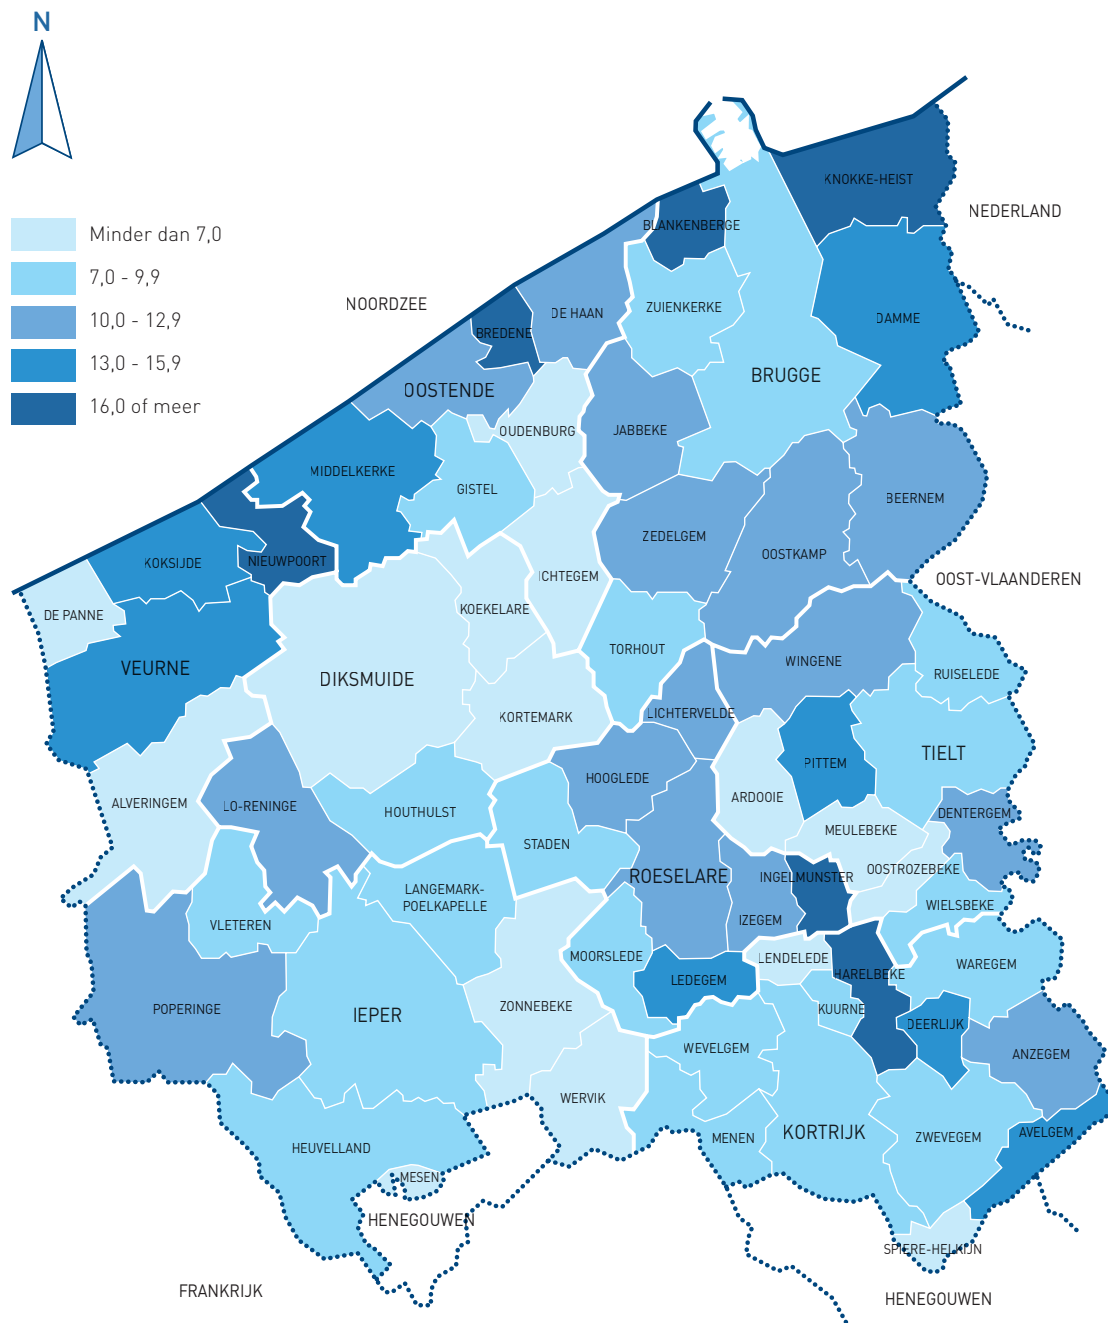 N
Minder dan 7,0
7,0 - 9,9
10,0 - 12,9
13,0 - 15,9
16,0 of meer
KNOKKE-HEIST
NEDERLAND
BLANKENBERGE
NOORDZEE
DE HAAN
ZUIENKERKE
DAMME
BREDENE
BRUGGE
OOSTENDE
OUDENBURG
JABBEKE
MIDDELKERKE
GISTEL
BEERNEM
ZEDELGEM
OOSTKAMP
KOKSIJDE
NIEUWPOORT
ICHTEGEM
OOST-VLAANDEREN
DE PANNE
KOEKELARE
TORHOUT
VEURNE
DIKSMUIDE
WINGENE
RUISELEDE
KORTEMARK
LICHTERVELDE
TIELT
PITTEM
HOOGLEDE
ARDOOIE
ALVERINGEM
LO-RENINGE
HOUTHULST
DENTERGEM
MEULEBEKE
STADEN
OOSTROZEBEKE
ROESELARE
INGELMUNSTER
LANGEMARK-
POELKAPELLE
WIELSBEKE
IZEGEM
VLETEREN
MOORSLEDE
LENDELEDE
WAREGEM
HARELBEKE
LEDEGEM
ZONNEBEKE
POPERINGE
IEPER
KUURNE
DEERLIJK
WEVELGEM
ANZEGEM
WERVIK
MENEN
KORTRIJK
ZWEVEGEM
AVELGEM
HEUVELLAND
MESEN
HENEGOUWEN
SPIERE-HELKIJN
FRANKRIJK
HENEGOUWEN